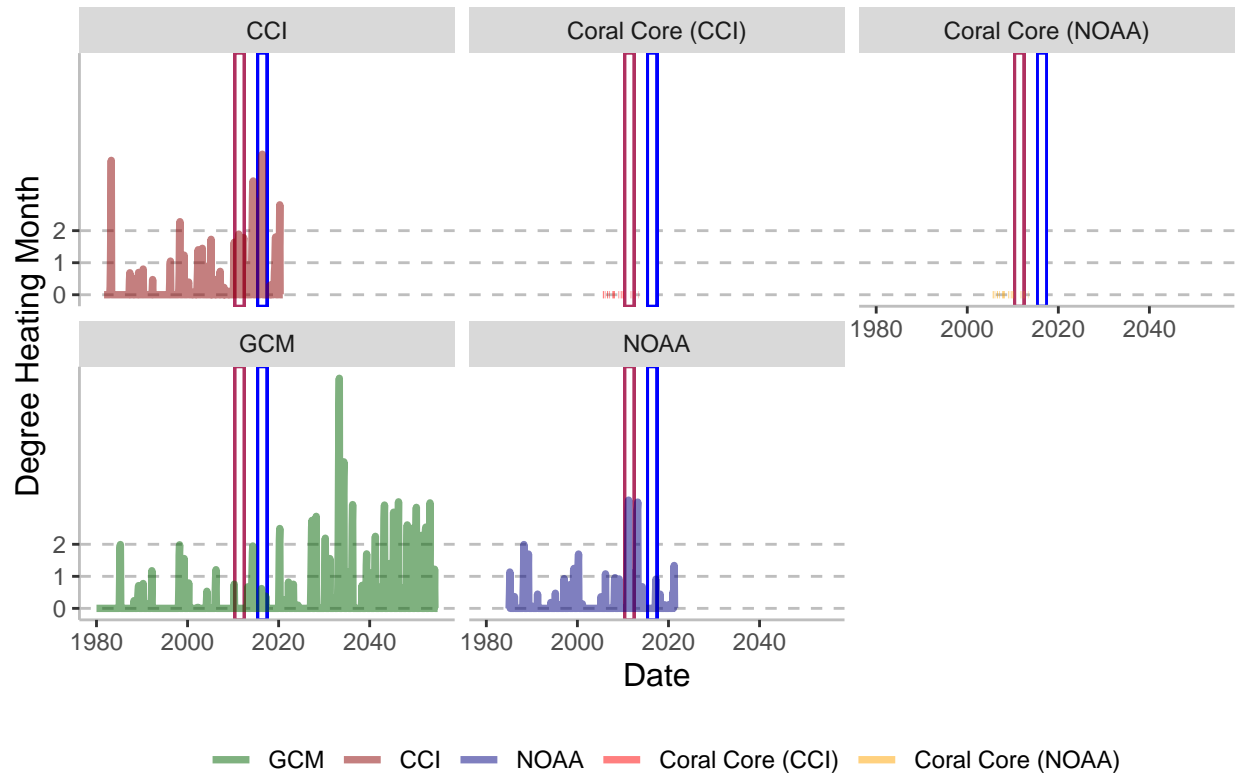 CCI Coral Core (CCI) Coral Core (NOAA)
Degree Heating Month
2
1
0
1980 2000 2020 2040
GCM NOAA
2
1
0
1980 2000 2020 2040 1980 2000 2020 2040
Date
GCM CCI NOAA Coral Core (CCI) Coral Core (NOAA)